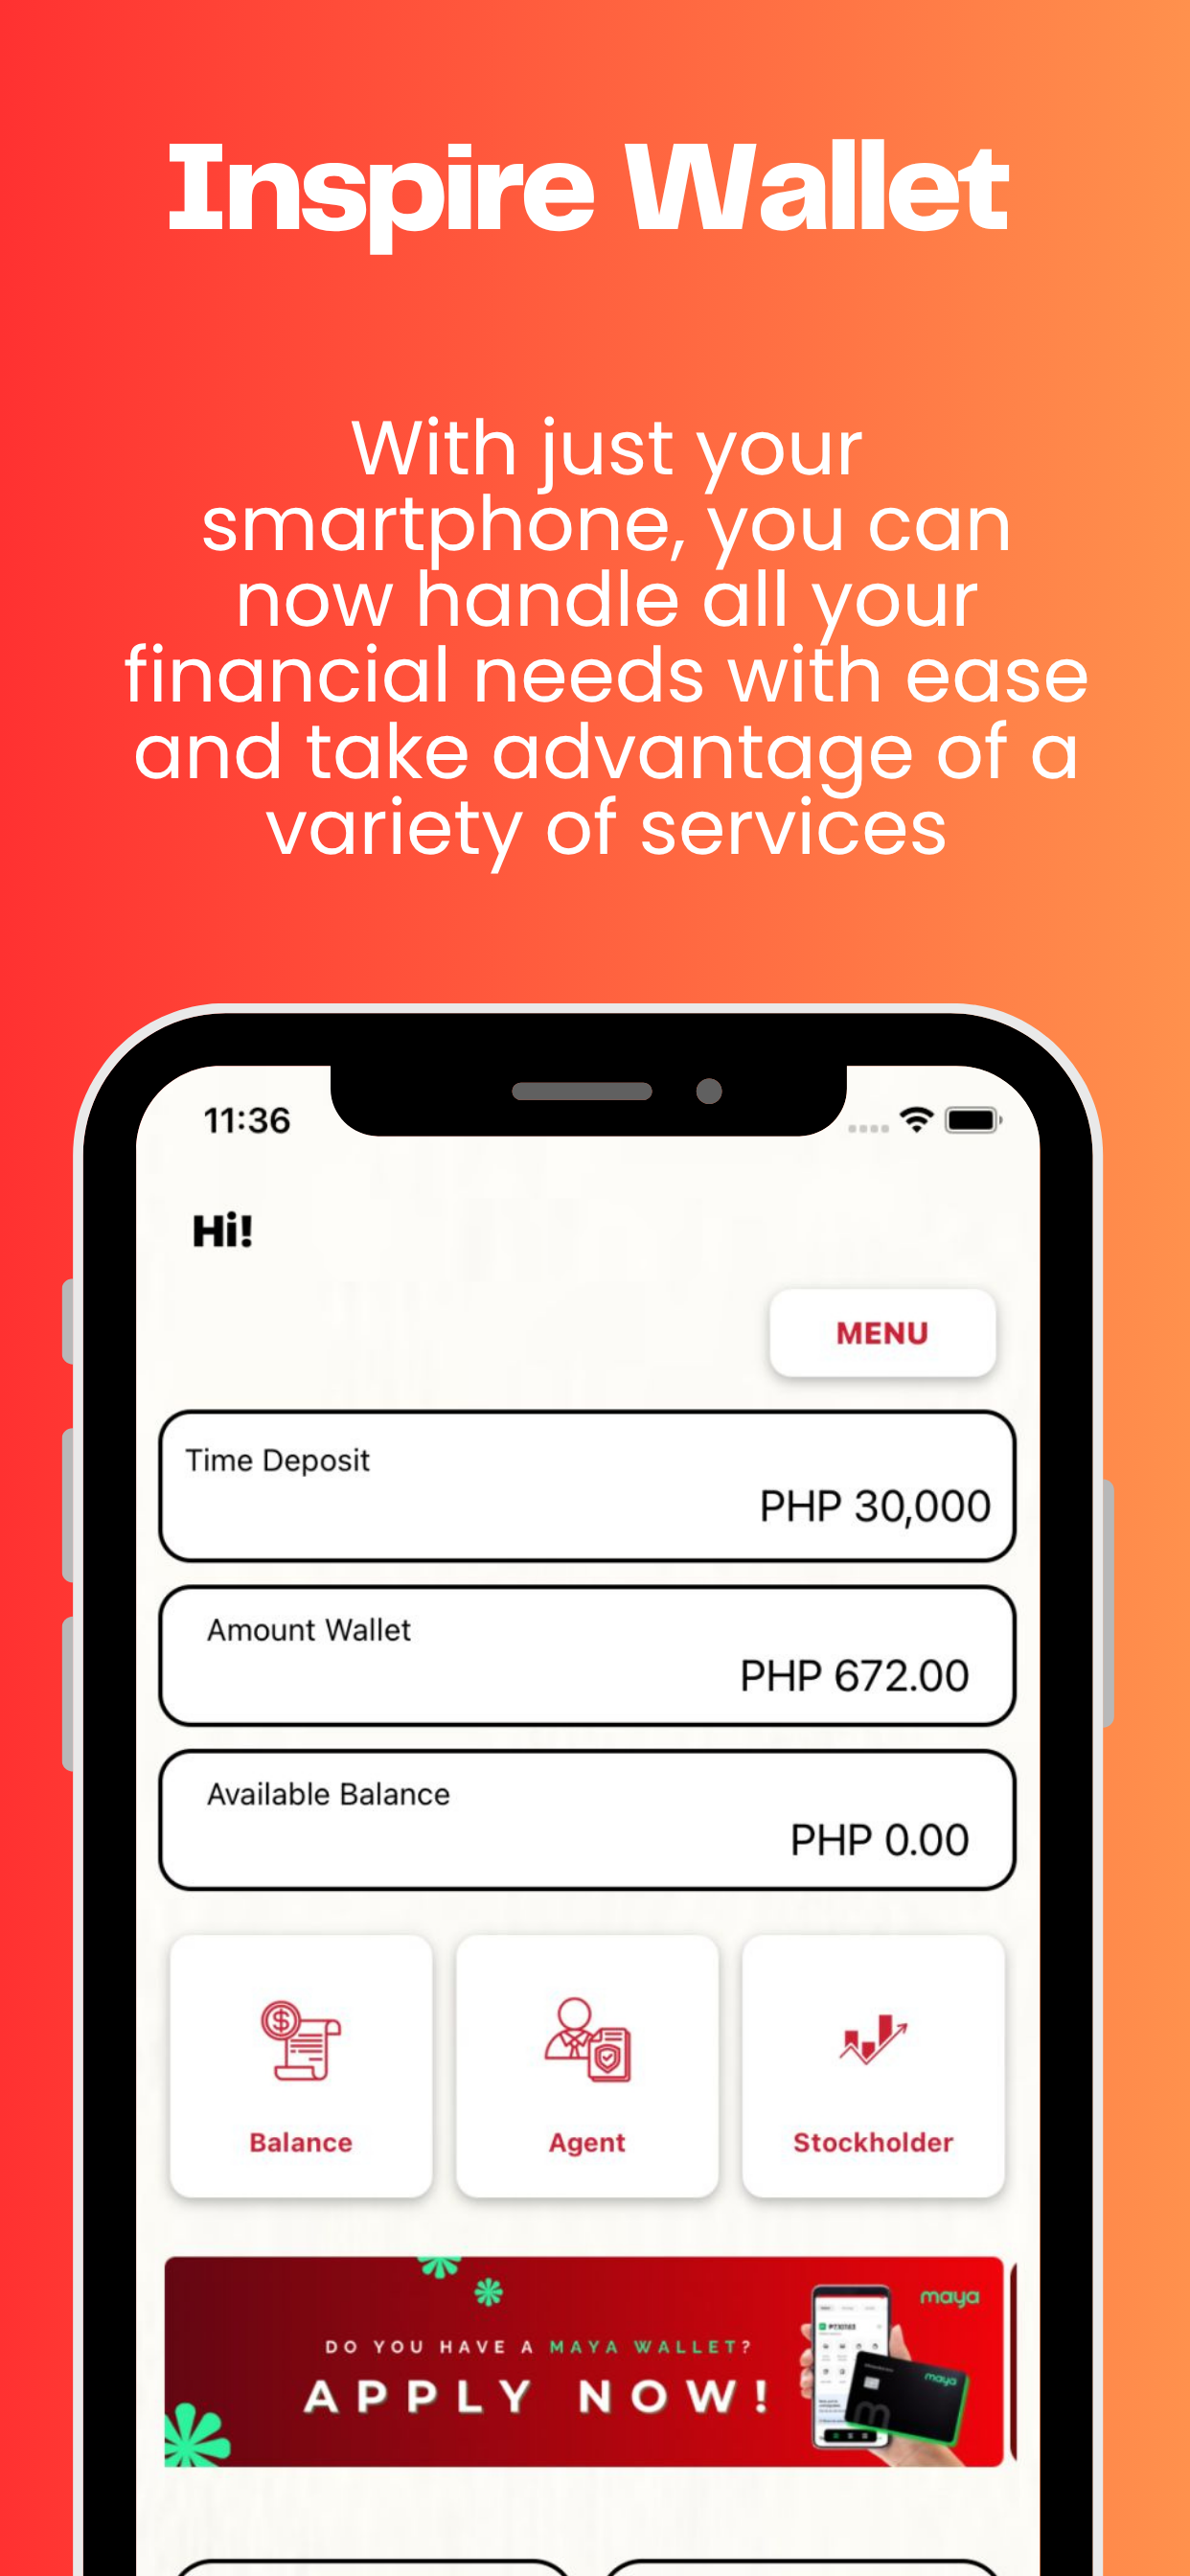 Inspire Wallet
With just your
smartphone, you can
now handle all your
financial needs with ease
and take advantage of a
variety of services
11:36
Hi!
MENU
Time Deposit
PHP 30,000
Amount Wallet
PHP 672.00
Available Balance
PHP 0.00
Balance
Agent
Stockholder
maya
DO YOU HAVE A MAYA WALLET?
APPLY NOW!
maya